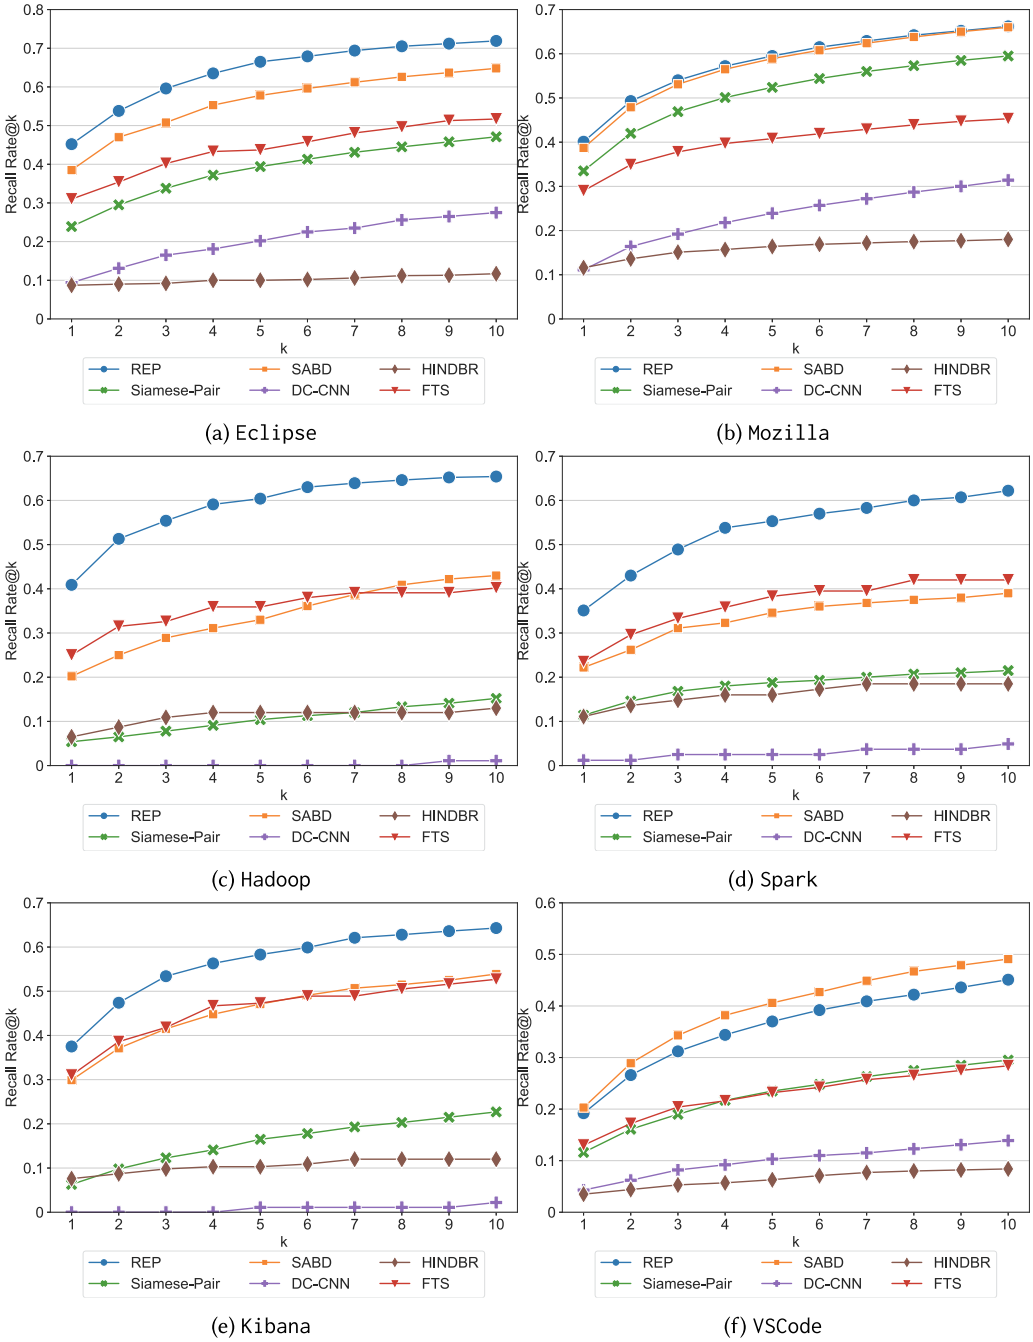 0.8
0.7
0.6
0.5
0.4
0.3
0.2
0.1
0
Recall Rate@k
1 2 3 4 5 6 7 8 9 10
k
REP SABD HINDBR
Siamese-Pair DC-CNN FTS
(a) Eclipse
0.7
0.6
0.5
0.4
0.3
0.2
0.1
0
Recall Rate@k
1 2 3 4 5 6 7 8 9 10
k
REP SABD HINDBR
Siamese-Pair DC-CNN FTS
(b) Mozilla
0.7
0.6
0.5
0.4
0.3
0.2
0.1
0
Recall Rate@k
1 2 3 4 5 6 7 8 9 10
k
REP SABD HINDBR
Siamese-Pair DC-CNN FTS
(c) Hadoop
0.7
0.6
0.5
0.4
0.3
0.2
0.1
0
Recall Rate@k
1 2 3 4 5 6 7 8 9 10
k
REP SABD HINDBR
Siamese-Pair DC-CNN FTS
(d) Spark
0.7
0.6
0.5
0.4
0.3
0.2
0.1
0
Recall Rate@k
1 2 3 4 5 6 7 8 9 10
k
REP SABD HINDBR
Siamese-Pair DC-CNN FTS
(e) Kibana
0.6
0.5
0.4
0.3
0.2
0.1
0
Recall Rate@k
1 2 3 4 5 6 7 8 9 10
k
REP SABD HINDBR
Siamese-Pair DC-CNN FTS
(f) VSCode